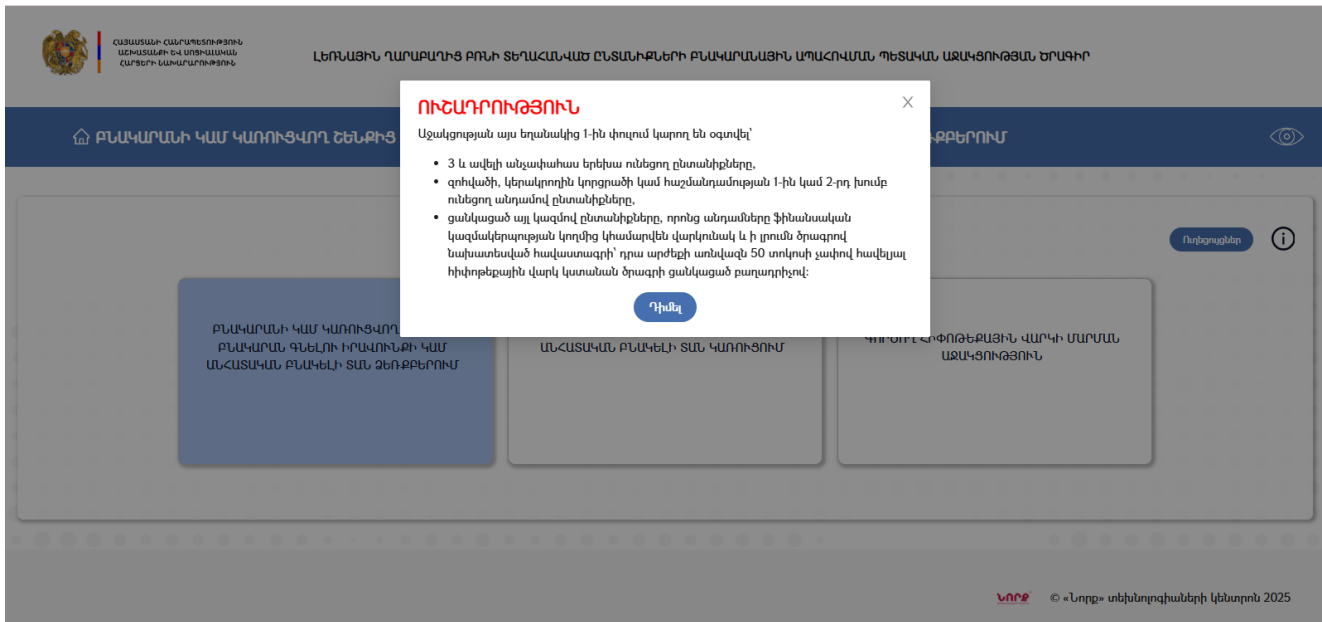 ՀԱՅԱՍՏԱՆԻ ՀԱՆՐԱՊԵՏՈՒԹՅՈՒՆ
ԱՇԽԱՏԱՆՔԻ ԵՎ ՍՈՑԻԱԼԱԿԱՆ
ՀԱՐՑԵՐԻ ՆԱԽԱՐԱՐՈՒԹՅՈՒՆ
ԼԵՌՆԱՅԻՆ ՂԱՐԱԲԱՂԻՑ ԲՌՆԻ ՏԵՂԱՀԱՆՎԱԾ ԸՆՏԱՆԻՔՆԵՐԻ ԲՆԱԿԱՐԱՆԱՅԻՆ ԱՊԱՀՈՎՄԱՆ ՊԵՏԱԿԱՆ ԱՋԱԿՑՈՒԹՅԱՆ ԾՐԱԳԻՐ
ԲՆԱԿԱՐԱՆԻ ԿԱՄ ԿԱՌՈՒՑՎՈՂ ՇԵՆՔԻՑ
ՔԲԵՐՈՒՄ
ՈՒՇԱԴՐՈՒԹՅՈՒՆ
Աջակցության այս եղանակից 1-ին փուլում կարող են օգտվել՝
• 3 և ավելի անչափահաս երեխա ունեցող ընտանիքները,
• զոհվածի, կերակրողին կորցրածի կամ հաշմանդամության 1-ին կամ 2-րդ խումբ
ունեցող անդամով ընտանիքները,
• ցանկացած այլ կազմով ընտանիքները, որոնց անդամները ֆինանսական
կազմակերպության կողմից կհամարվեն վարկունակ և ի լրումն ծրագրով
նախատեսված հավաստագրի՝ դրա արժեքի առնվազն 50 տոկոսի չափով հավելյալ
հիփոթեքային վարկ կստանան ծրագրի ցանկացած բաղադրիչով:
Դիմել
Ուղեցույցներ
ԲՆԱԿԱՐԱՆԻ ԿԱՄ ԿԱՌՈՒՑՎՈՂ
ԲՆԱԿԱՐԱՆ ԳՆԵԼՈՒ ԻՐԱՎՈՒՆՔԻ ԿԱՄ
ԱՆՀԱՏԱԿԱՆ ԲՆԱԿԵԼԻ ՏԱՆ ՁԵՌՔԲԵՐՈՒՄ
ԱՆՀԱՏԱԿԱՆ ԲՆԱԿԵԼԻ ՏԱՆ ԿԱՌՈՒՑՈՒՄ
ԳՈՐԾՈՂ ՀԻՓՈԹԵՔԱՅԻՆ ՎԱՐԿԻ ՄԱՐՄԱՆ
ԱՋԱԿՑՈՒԹՅՈՒՆ
ՆՈՐՔ © «Նորք» տեխնոլոգիաների կենտրոն 2025